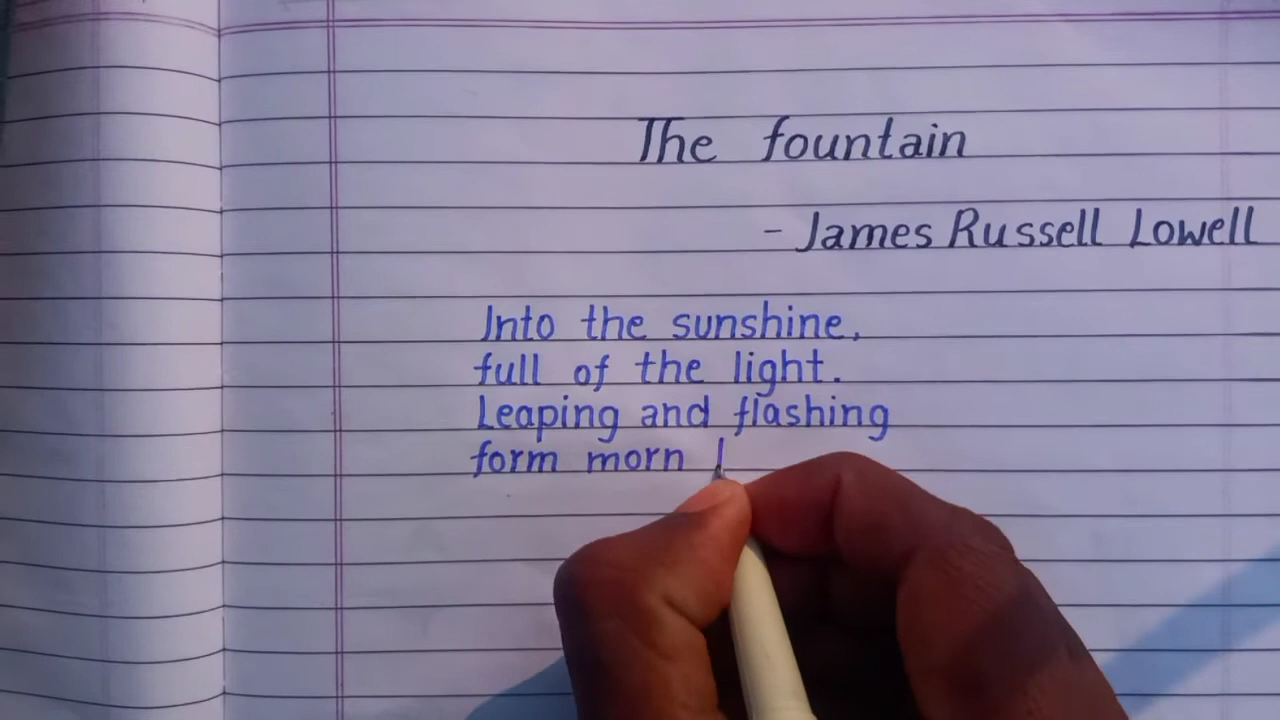 The fountain
- James Russell Lowell
Into the sunshine,
full of the light.
Leaping and flashing
form morn